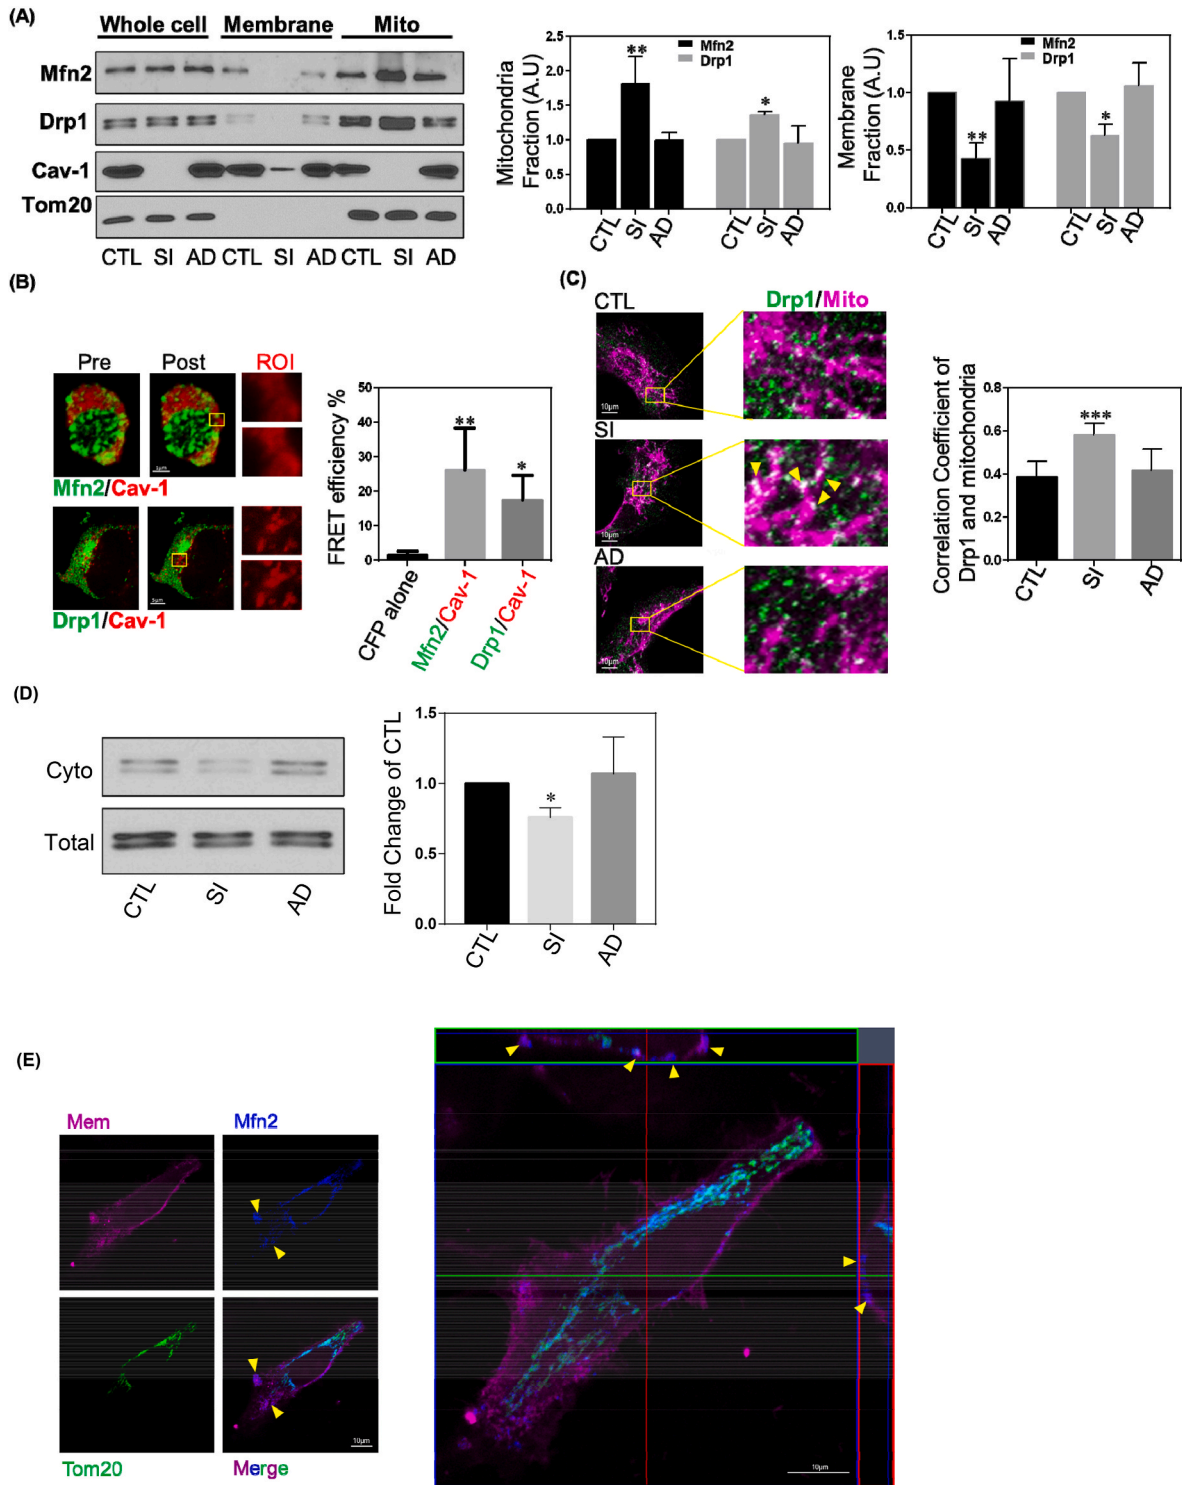 (A)
Whole cell Membrane Mito
Mfn2
Drp1
Cav-1
Tom20
CTL SI AD CTL SI AD CTL SI AD
Mitochondria
Fraction (A.U)
2.5
2.0
1.5
1.0
0.5
0.0
**
*
Mfn2
Drp1
CTL SI AD CTL SI AD
Membrane
Fraction (A.U)
1.5
1.0
0.5
0.0
**
*
Mfn2
Drp1
CTL SI AD CTL SI AD
(B)
Pre Post ROI
Mfn2/Cav-1
Drp1/Cav-1
FRET efficiency %
50
40
30
20
10
0
**
*
CFP alone
Mfn2/Cav-1
Drp1/Cav-1
(C)
CTL
Drp1/Mito
10μm
SI
10μm
AD
10μm
Correlation Coefficient of
Drp1 and mitochondria
0.8
0.6
0.4
0.2
0.0
***
CTL SI AD
(D)
Cyto
Total
CTL SI AD
Fold Change of CTL
1.5
1.0
0.5
0.0
*
CTL SI AD
(E)
Mem Mfn2
Tom20 Merge
10μm
10μm